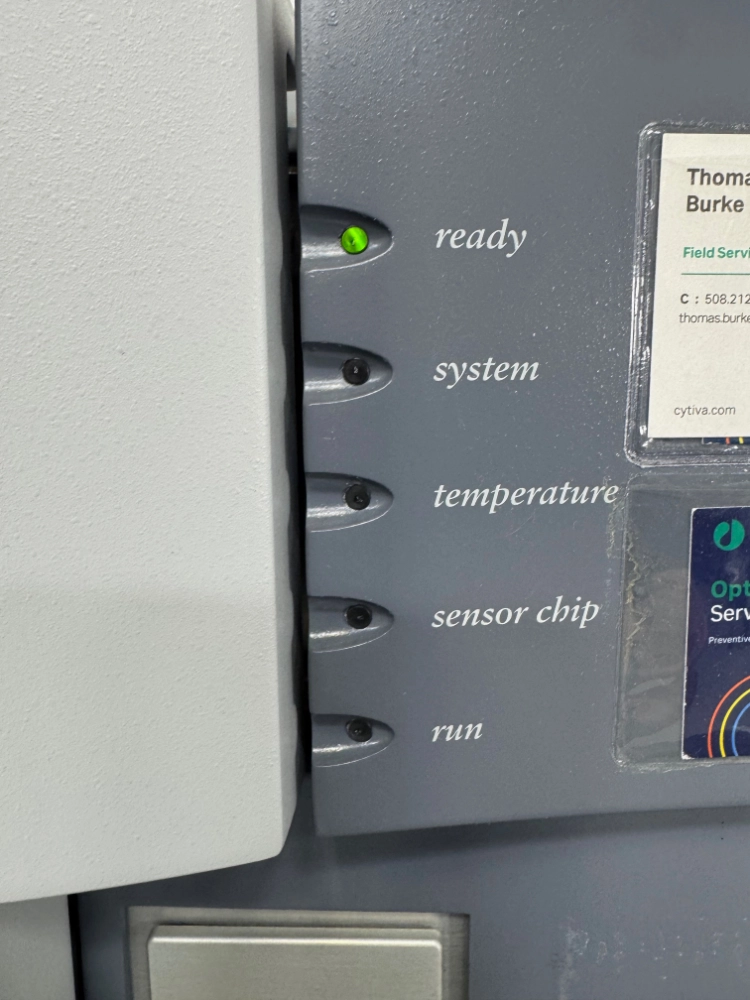 ready
system
temperature
sensor chip
run
Thoma
Burke
Field Servi
C : 508.212
thomas.burke
cytiva.com
Opt
Serv
Preventive